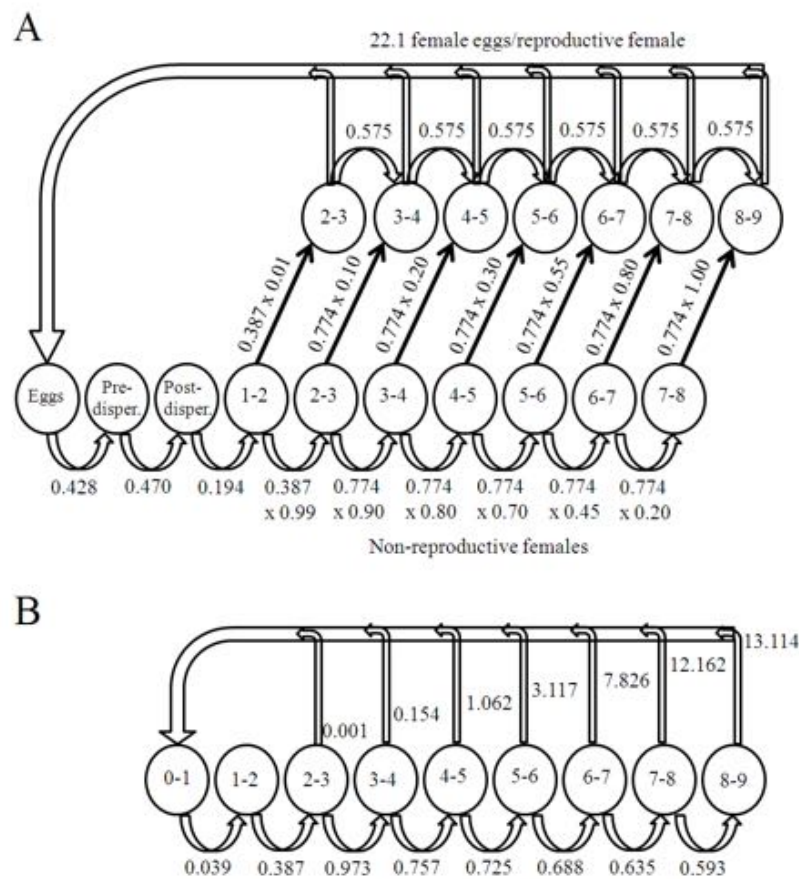 A
22.1 female eggs/reproductive female
0.575 0.575 0.575 0.575 0.575 0.575
2-3 3-4 4-5 5-6 6-7 7-8 8-9
0.387 x 0.01 0.774 x 0.10 0.774 x 0.20 0.774 x 0.30 0.774 x 0.55 0.774 x 0.80 0.774 x 1.00
Eggs Pre- Post- 1-2 2-3 3-4 4-5 5-6 6-7 7-8
disper. disper.
0.428 0.470 0.194 0.387 0.774 0.774 0.774 0.774 0.774
x 0.99 x 0.90 x 0.80 x 0.70 x 0.45 x 0.20
Non-reproductive females
B
0.001 0.154 1.062 3.117 7.826 12.162 13.114
0-1 1-2 2-3 3-4 4-5 5-6 6-7 7-8 8-9
0.039 0.387 0.973 0.757 0.725 0.688 0.635 0.593